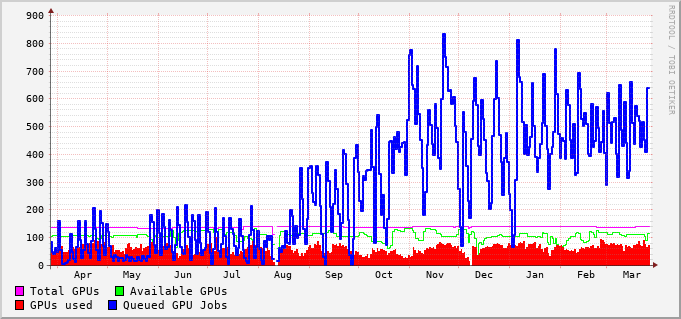 RRDTOOL / TOBI OETIKER
900
800
700
600
500
400
300
200
100
0
Apr May Jun Jul Aug Sep Oct Nov Dec Jan Feb Mar
Total GPUs Available GPUs
GPUs used Queued GPU Jobs